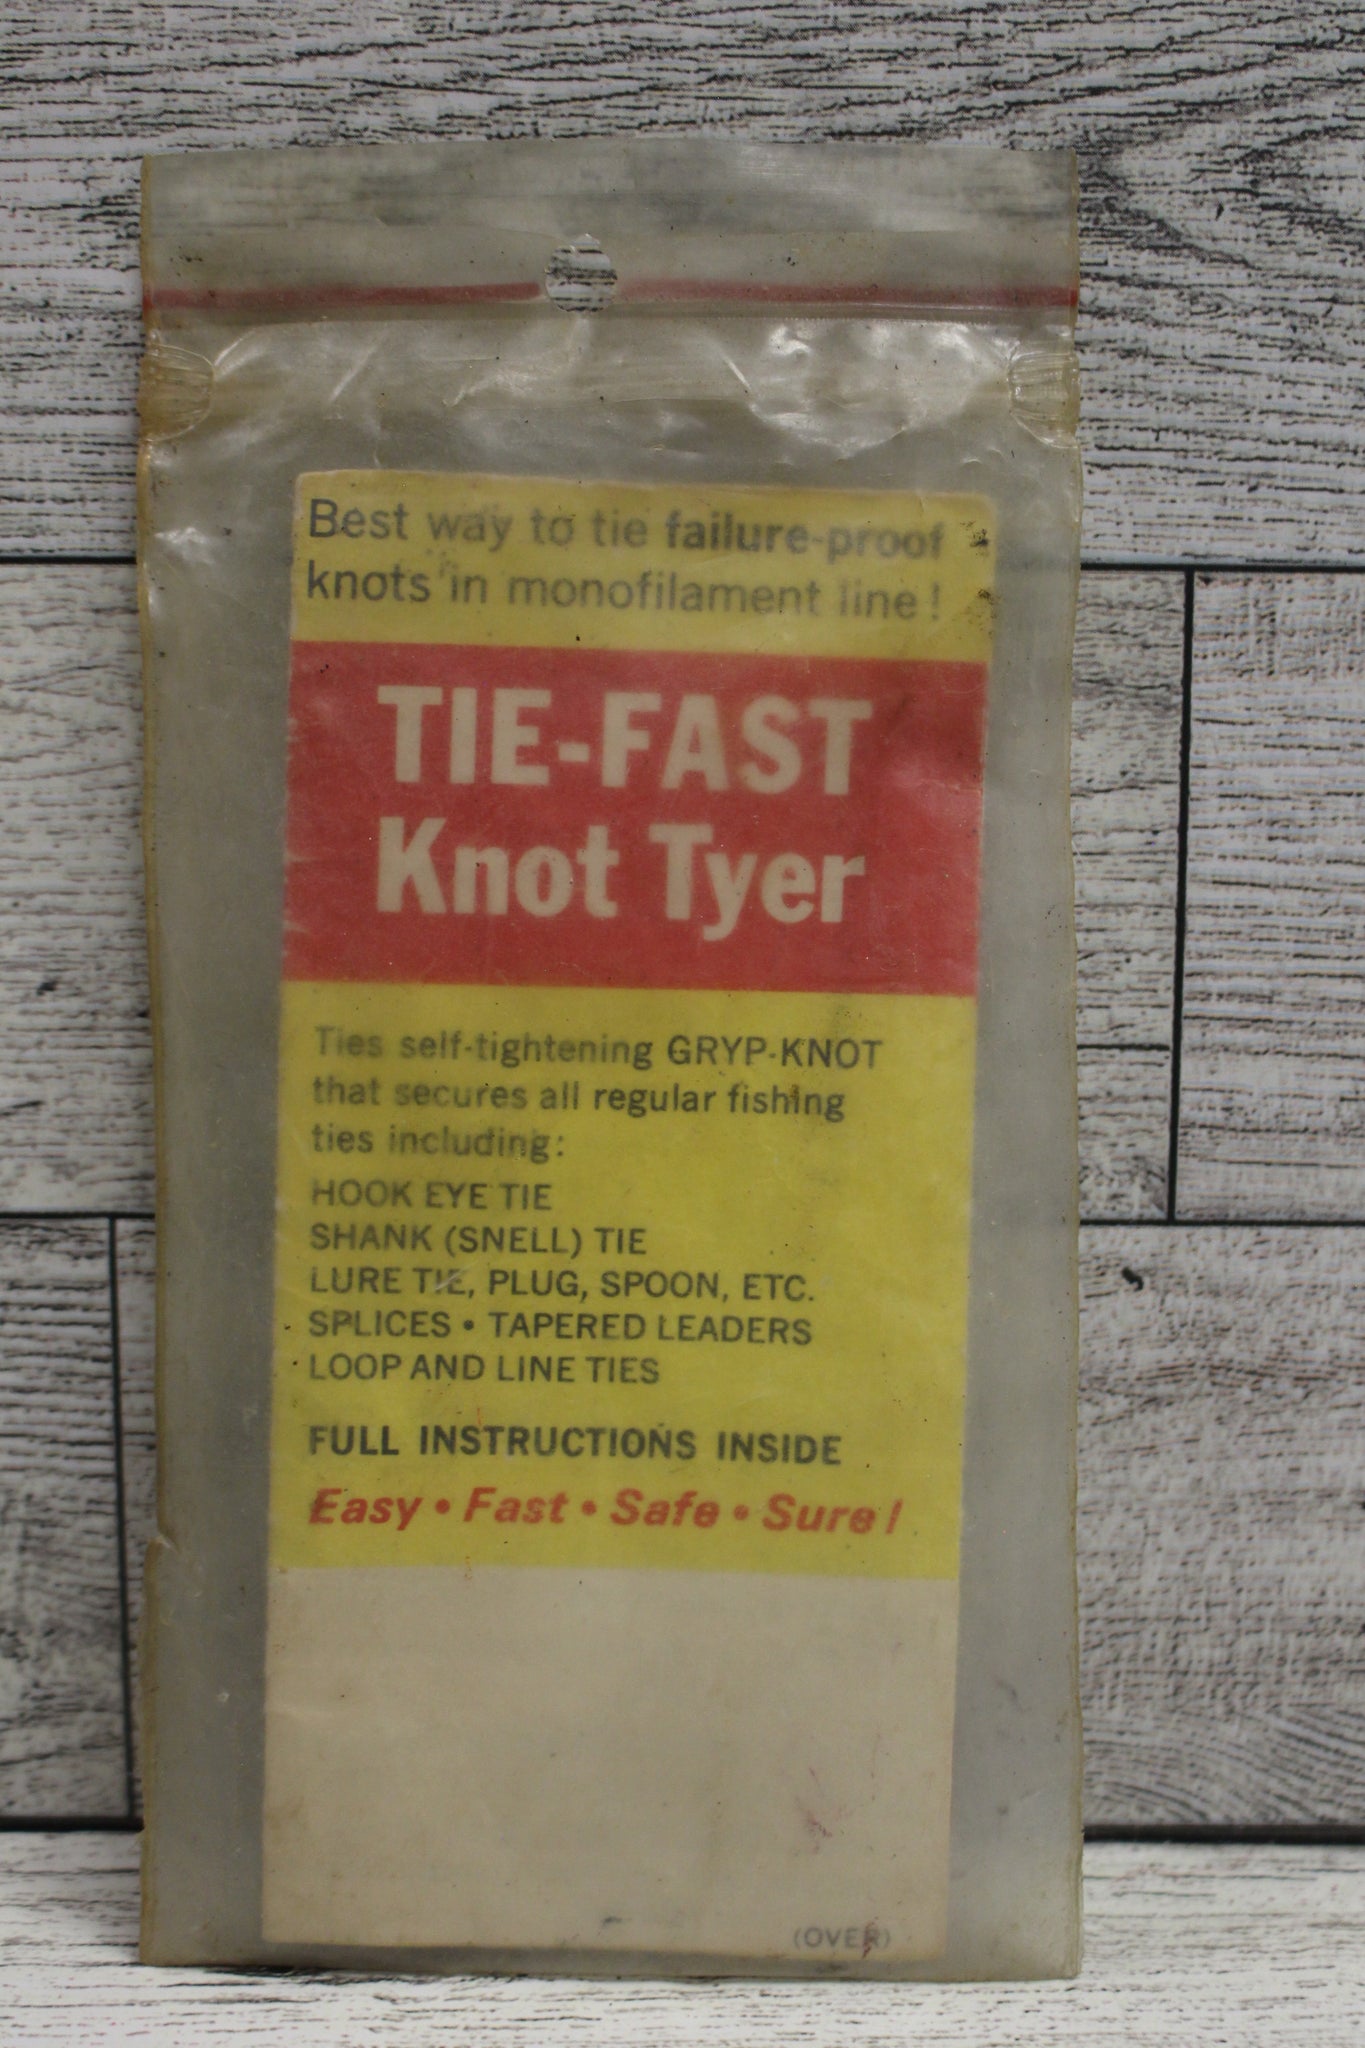 Best way to tie failure-proof
knots in monofilament line!
TIE-FAST
Knot Tyer
Ties self-tightening GRYP-KNOT
that secures all regular fishing
ties including:
HOOK EYE TIE
SHANK (SNELL) TIE
LURE TIE, PLUG, SPOON, ETC.
SPLICES • TAPERED LEADERS
LOOP AND LINE TIES
FULL INSTRUCTIONS INSIDE
Easy • Fast • Safe • Sure!
(OVER)